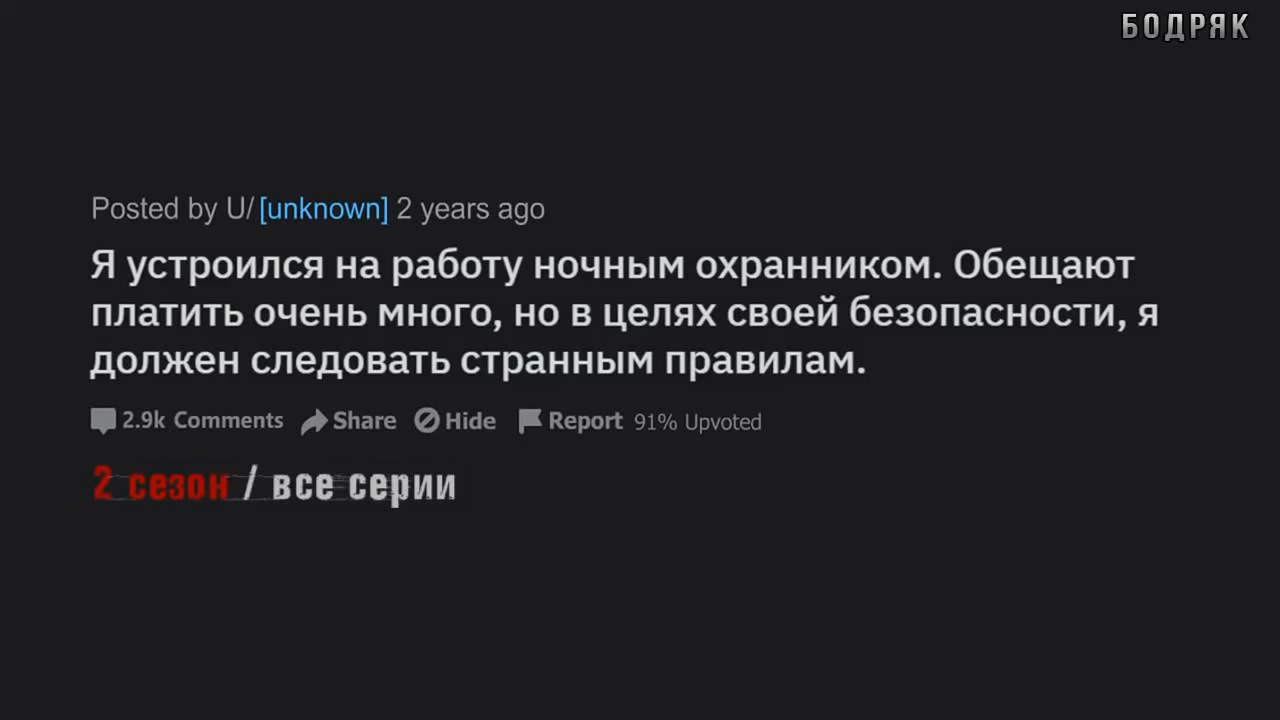 БОДРЯК
Posted by U/[unknown] 2 years ago
Я устроился на работу ночным охранником. Обещают
платить очень много, но в целях своей безопасности, я
должен следовать странным правилам.
2.9k Comments Share Hide Report 91% Upvoted
2 сезон / все серии